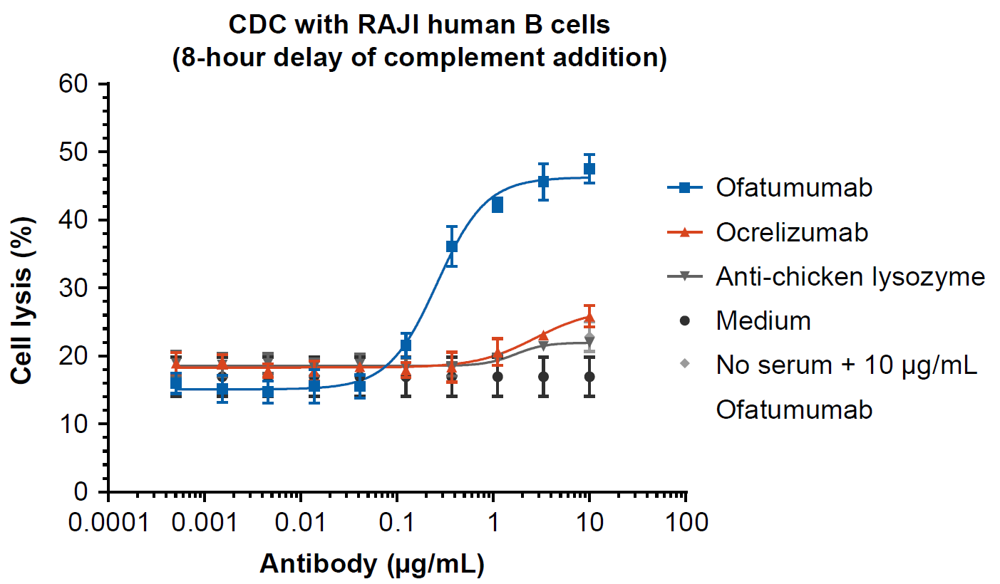 CDC with RAJI human B cells
(8-hour delay of complement addition)
60
50
40
30
20
10
0
Cell lysis (%)
0.0001
0.001
0.01
0.1
1
10
100
Antibody (µg/mL)
Ofatumumab
Ocrelizumab
Anti-chicken lysozyme
Medium
No serum + 10 µg/mL
Ofatumumab